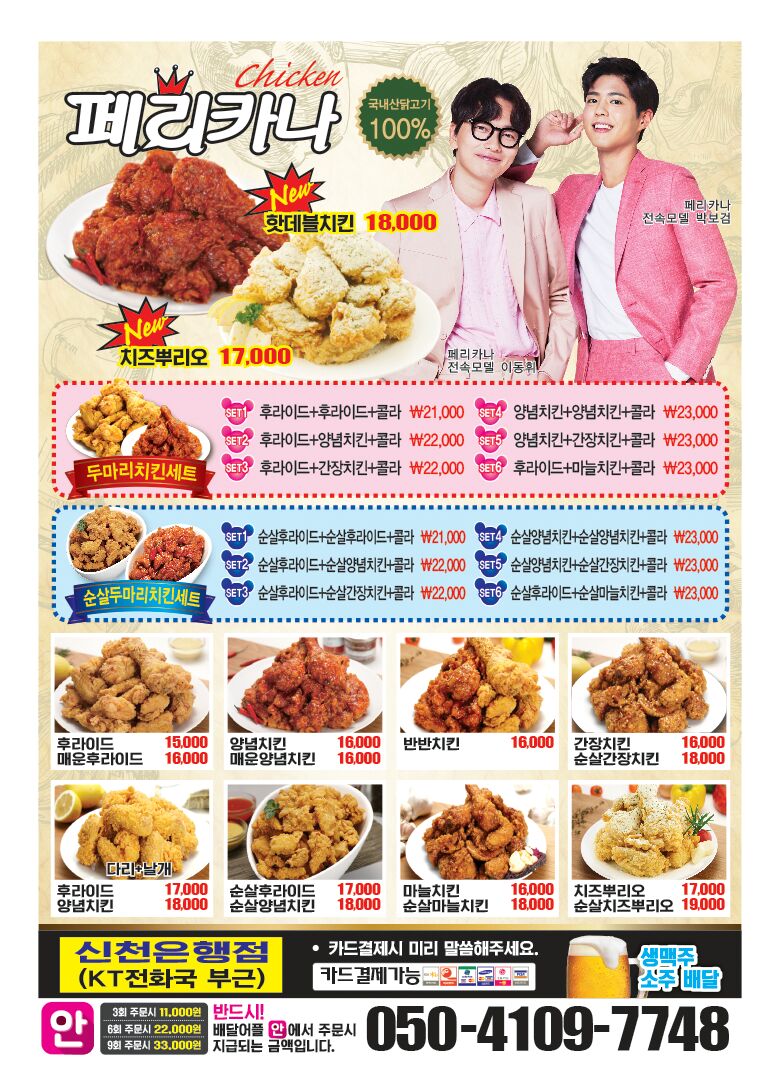 Chicken
페리카나
국내산닭고기
100%
New
핫데블치킨 18,000
New
치즈뿌리오 17,000
페리카나
전속모델 박보검
페리카나
전속모델 이동휘
두마리치킨세트
SET1 후라이드+후라이드+콜라 ₩21,000
SET2 후라이드+양념치킨+콜라 ₩22,000
SET3 후라이드+간장치킨+콜라 ₩22,000
SET4 양념치킨+양념치킨+콜라 ₩23,000
SET5 양념치킨+간장치킨+콜라 ₩23,000
SET6 후라이드+마늘치킨+콜라 ₩23,000
순살두마리치킨세트
SET1 순살후라이드+순살후라이드+콜라 ₩21,000
SET2 순살후라이드+순살양념치킨+콜라 ₩22,000
SET3 순살후라이드+순살간장치킨+콜라 ₩22,000
SET4 순살양념치킨+순살양념치킨+콜라 ₩23,000
SET5 순살양념치킨+순살간장치킨+콜라 ₩23,000
SET6 순살후라이드+순살마늘치킨+콜라 ₩23,000
후라이드 15,000
매운후라이드 16,000
양념치킨 16,000
매운양념치킨 16,000
반반치킨 16,000
간장치킨 16,000
순살간장치킨 18,000
다리+날개
후라이드 17,000
양념치킨 18,000
순살후라이드 17,000
순살양념치킨 18,000
마늘치킨 16,000
순살마늘치킨 18,000
치즈뿌리오 17,000
순살치즈뿌리오 19,000
신천은행점
(KT전화국 부근)
• 카드결제시 미리 말씀해주세요.
카드결제가능
생맥주
소주 배달
안
3회 주문시 11,000원
6회 주문시 22,000원
9회 주문시 33,000원
반드시!
배달어플 안에서 주문시
지급되는 금액입니다.
050-4109-7748